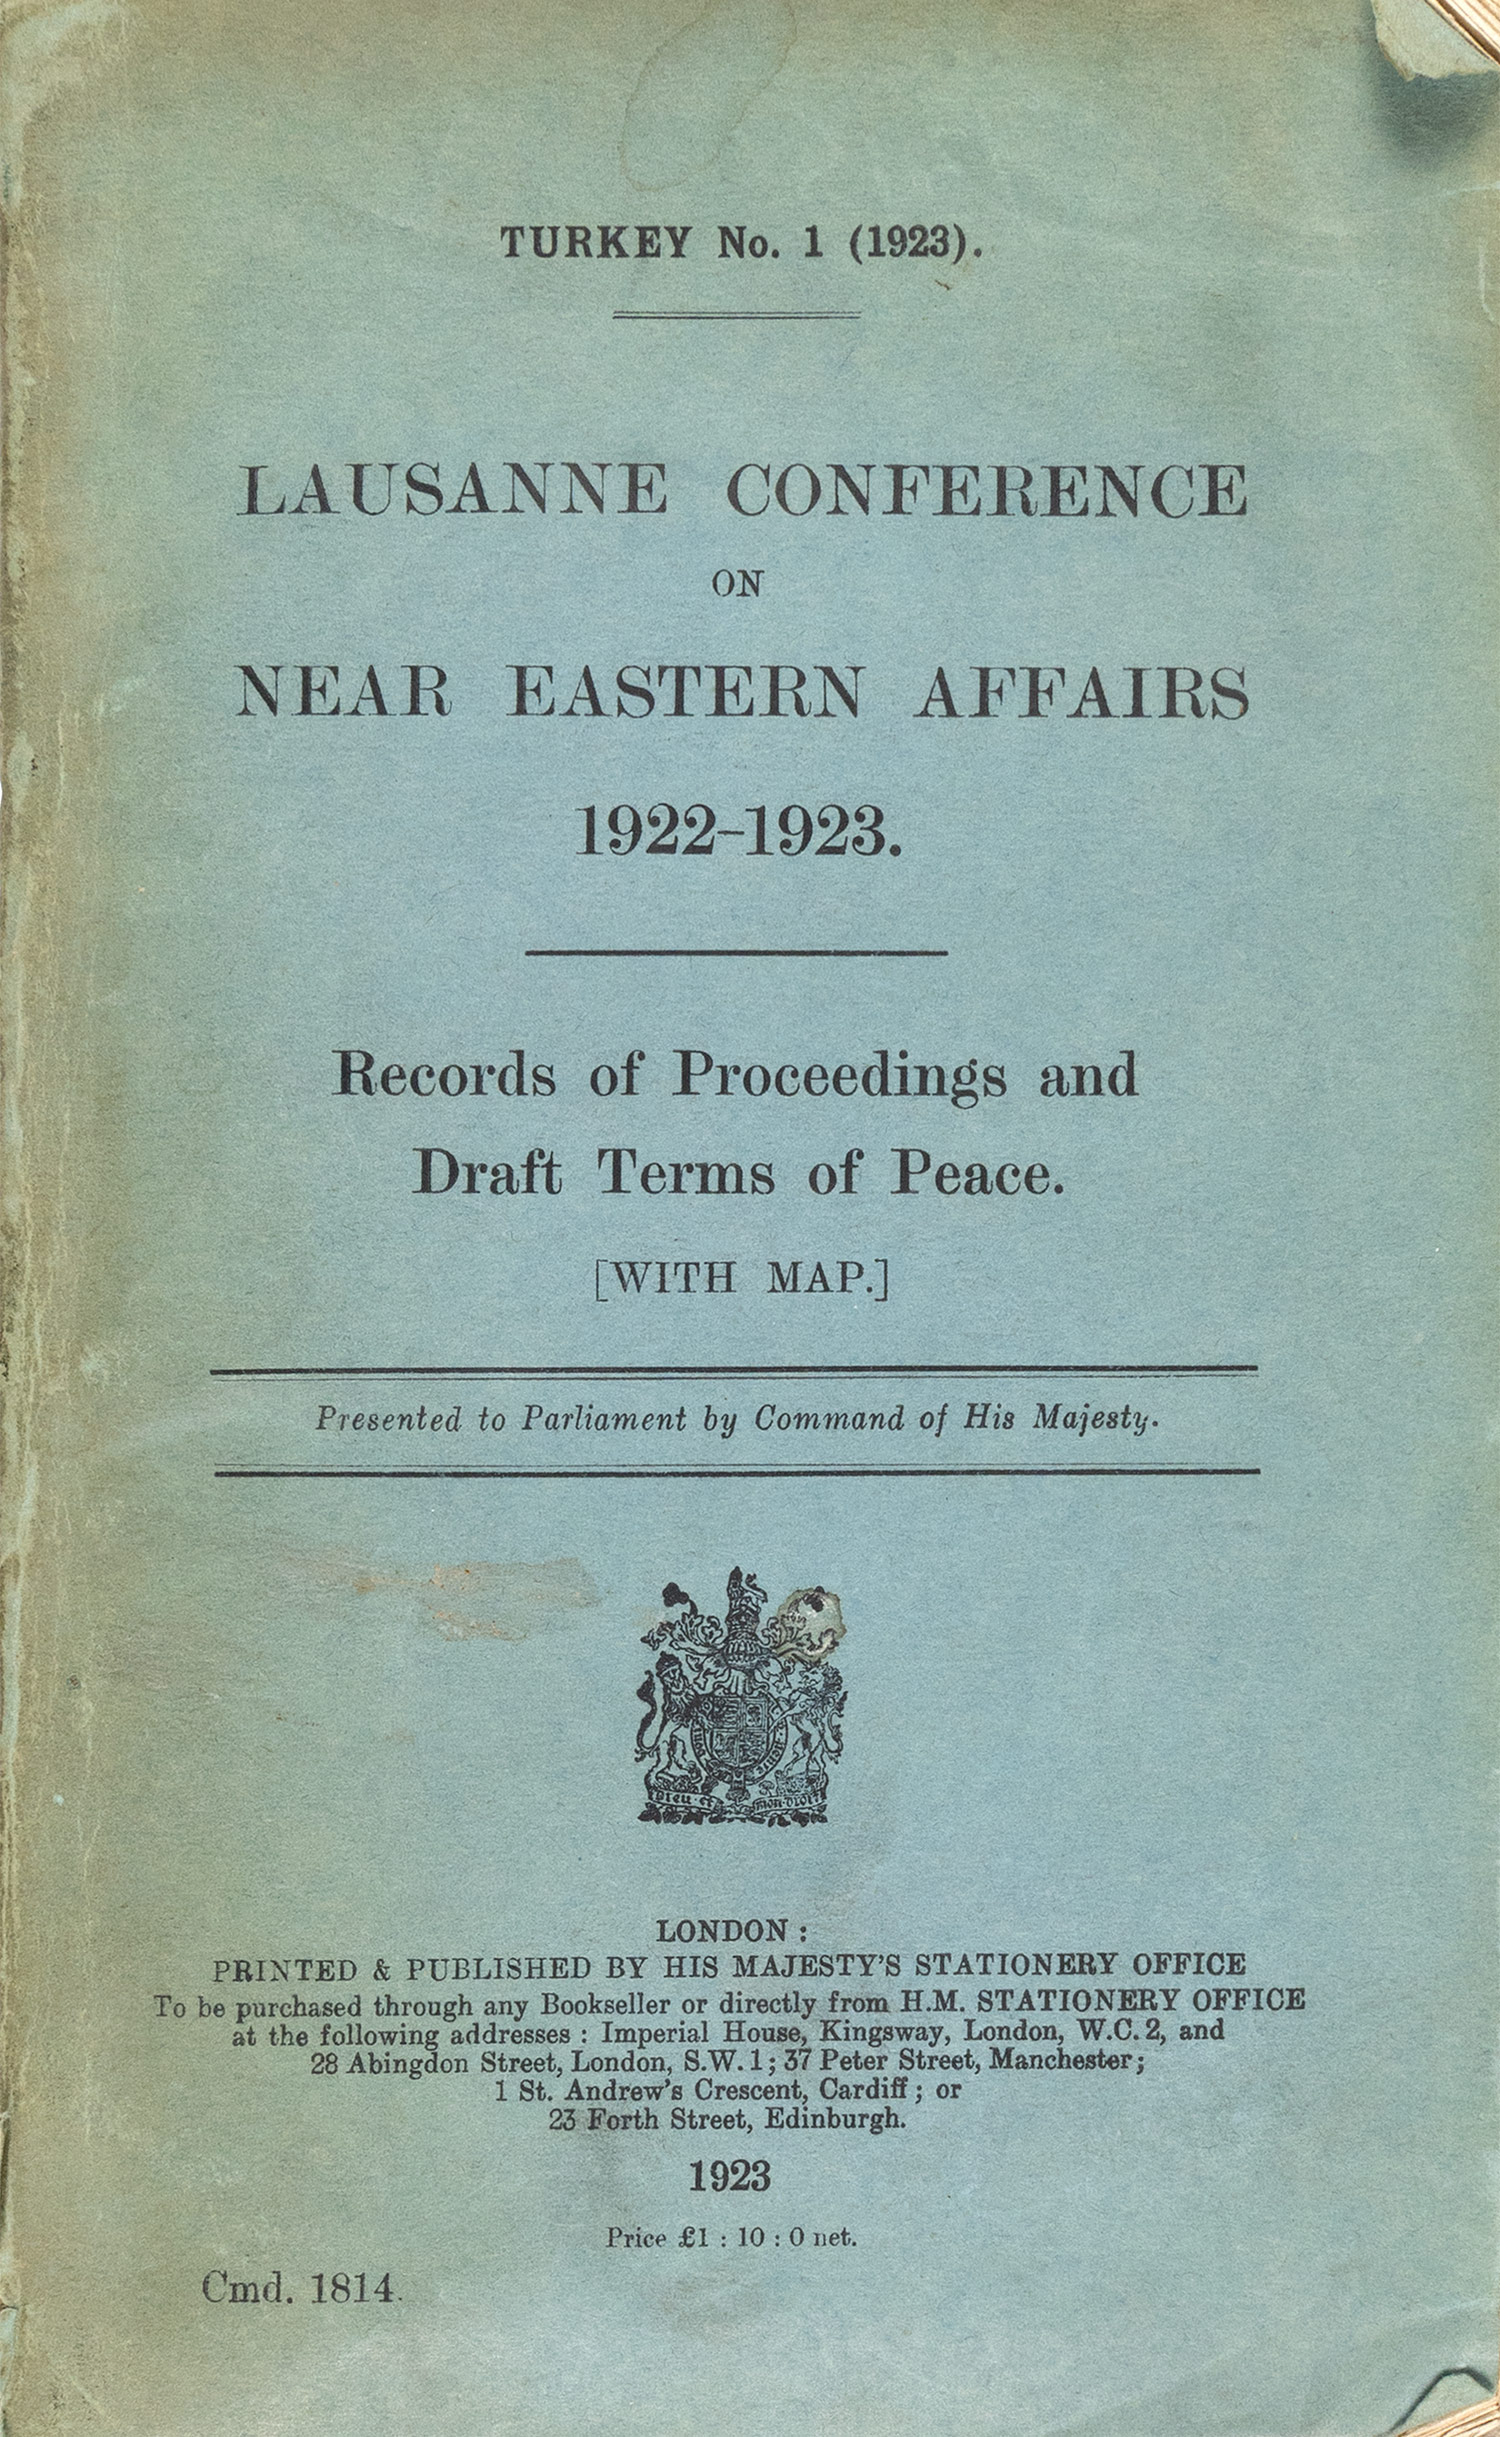 TURKEY No. 1 (1923).
LAUSANNE CONFERENCE
ON
NEAR EASTERN AFFAIRS
1922–1923.
Records of Proceedings and
Draft Terms of Peace.
[WITH MAP.]
Presented to Parliament by Command of His Majesty.
Dieu et mon droit
LONDON :
PRINTED & PUBLISHED BY HIS MAJESTY'S STATIONERY OFFICE
To be purchased through any Bookseller or directly from H.M. STATIONERY OFFICE
at the following addresses : Imperial House, Kingsway, London, W.C. 2, and
28 Abingdon Street, London, S.W. 1; 37 Peter Street, Manchester;
1 St. Andrew's Crescent, Cardiff ; or
23 Forth Street, Edinburgh.
1923
Price £1 : 10 : 0 net.
Cmd. 1814.